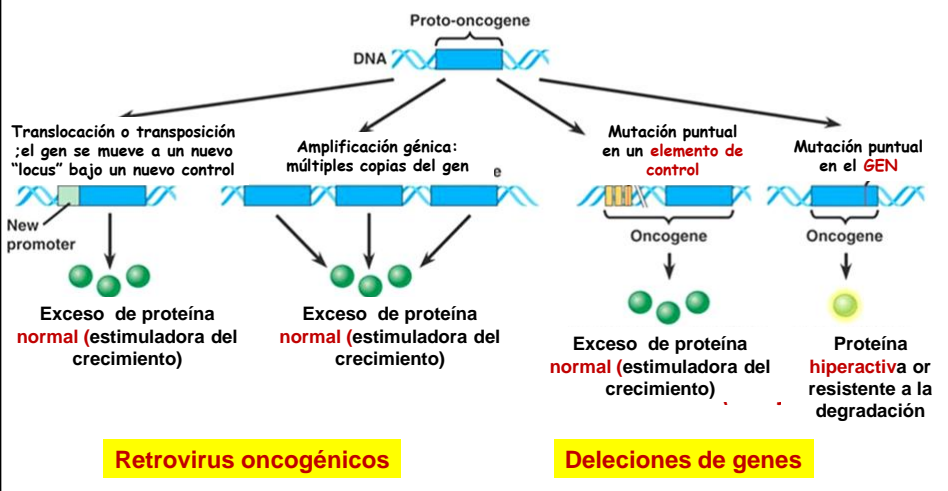 Proto-oncogene
DNA
Translocación o transposición
;el gen se mueve a un nuevo
“locus” bajo un nuevo control
New
promoter
Exceso de proteína
normal (estimuladora del
crecimiento)
Amplificación génica:
múltiples copias del gen
e
Exceso de proteína
normal (estimuladora del
crecimiento)
Mutación puntual
en un elemento de
control
Oncogene
Exceso de proteína
normal (estimuladora del
crecimiento)
Mutación puntual
en el GEN
Oncogene
Proteína
hiperactiva or
resistente a la
degradación
Retrovirus oncogénicos
Deleciones de genes